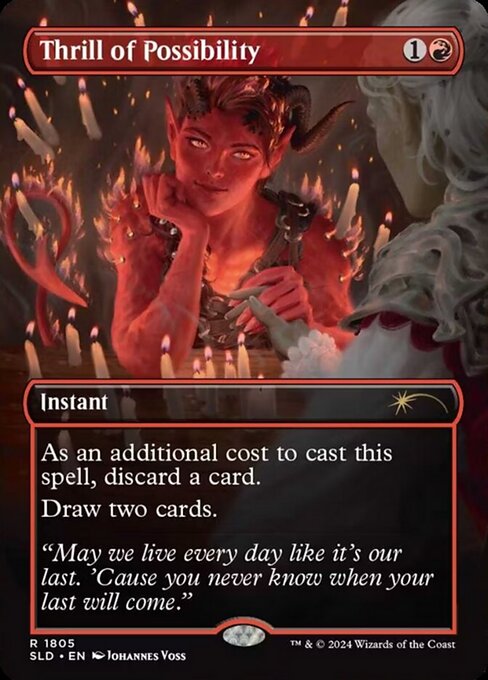 Thrill of Possibility 1
Instant
As an additional cost to cast this
spell, discard a card.
Draw two cards.
“May we live every day like it’s our
last. ’Cause you never know when your
last will come.”
R 1805 ™ & © 2024 Wizards of the Coast
SLD • EN Johannes Voss